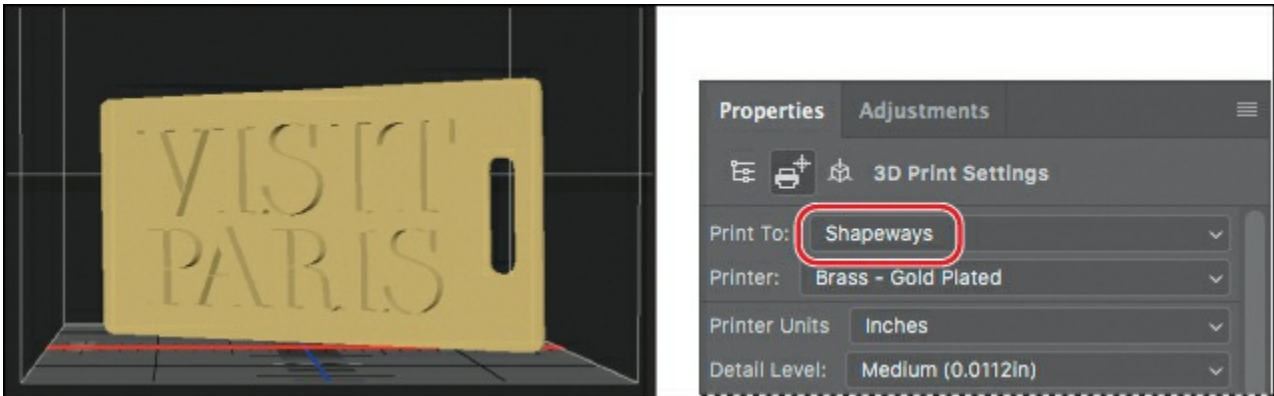 VISIT
PARIS
Properties Adjustments
3D Print Settings
Print To: Shapeways
Printer: Brass - Gold Plated
Printer Units Inches
Detail Level: Medium (0.0112in)